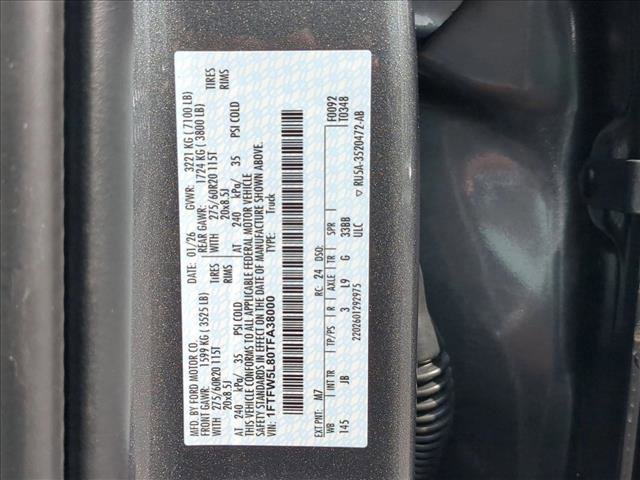 MFD. BY FORD MOTOR CO.
DATE: 01/26 GVWR: 3221 KG ( 7100 LB)
FRONT GAWR: 1599 KG ( 3525 LB) REAR GAWR: 1724 KG ( 3800 LB)
WITH 275/60R20 115T TIRES WITH 275/60R20 115T TIRES
20x8.5J RIMS 20x8.5J RIMS
AT 240 kPa/ 35 PSI COLD AT 240 kPa/ 35 PSI COLD
THIS VEHICLE CONFORMS TO ALL APPLICABLE FEDERAL MOTOR VEHICLE
SAFETY STANDARDS IN EFFECT ON THE DATE OF MANUFACTURE SHOWN ABOVE.
VIN: 1FTFW5L80TFA38000 TYPE: Truck
EXT PNT: M7 RC: 24 DSO: F0092
WB INT TR TP/PS R AXLE TR SPR T0348
145 JB 3 L9 G 33BB
ULC
2202601292975 ▽ RU5A-3520472-AB